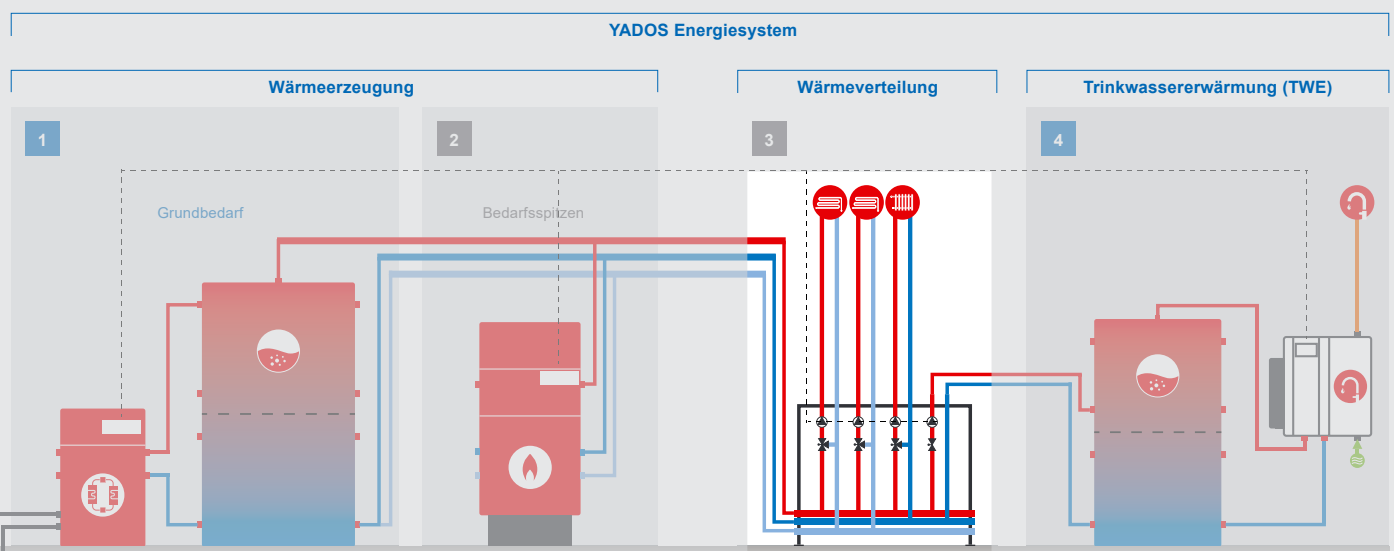 YADOS Energiesystem
Wärmeerzeugung
Wärmeverteilung
Trinkwassererwärmung (TWE)
1
2
3
4
Grundbedarf
Bedarfsspitzen